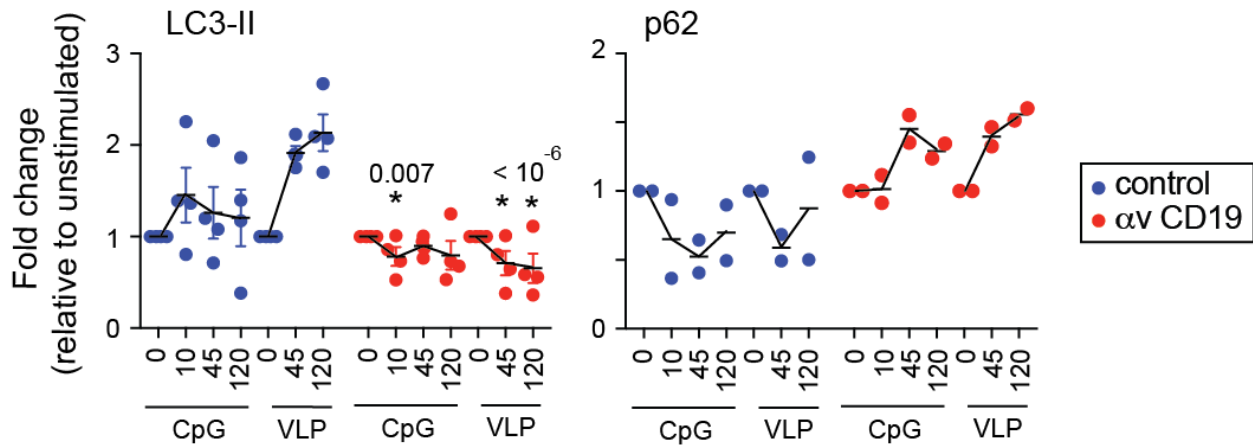 LC3-II
p62
Fold change
(relative to unstimulated)
3
2
1
0
0.007
*
< 10-6
* *
0 10 45 120 0 45 120 0 10 45 120 0 45 120
CpG VLP CpG VLP
2
1
0
0 10 45 120 0 45 120 0 10 45 120 0 45 120
CpG VLP CpG VLP
control
αv CD19